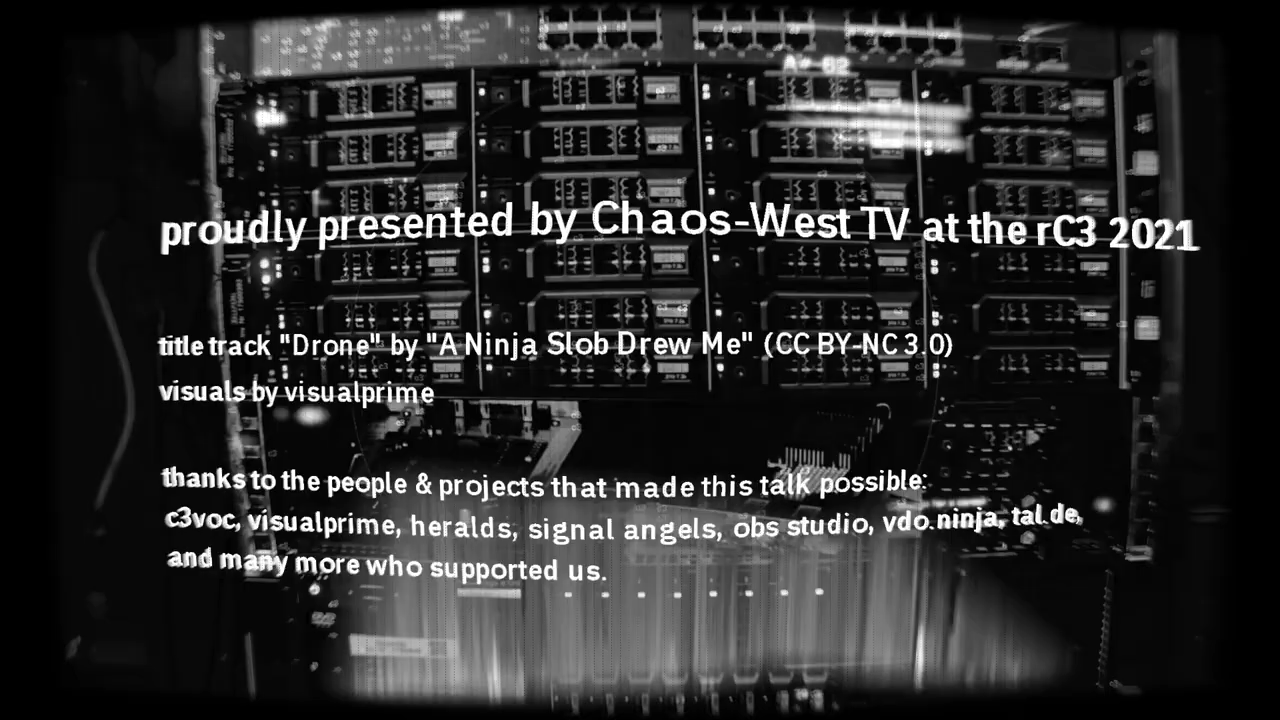 proudly presented by Chaos-West TV at the rC3 2021
title track "Drone" by "A Ninja Slob Drew Me" (CC BY-NC 3.0)
visuals by visualprime
thanks to the people & projects that made this talk possible:
c3voc, visualprime, heralds, signal angels, obs studio, vdo.ninja, tal.de,
and many more who supported us.